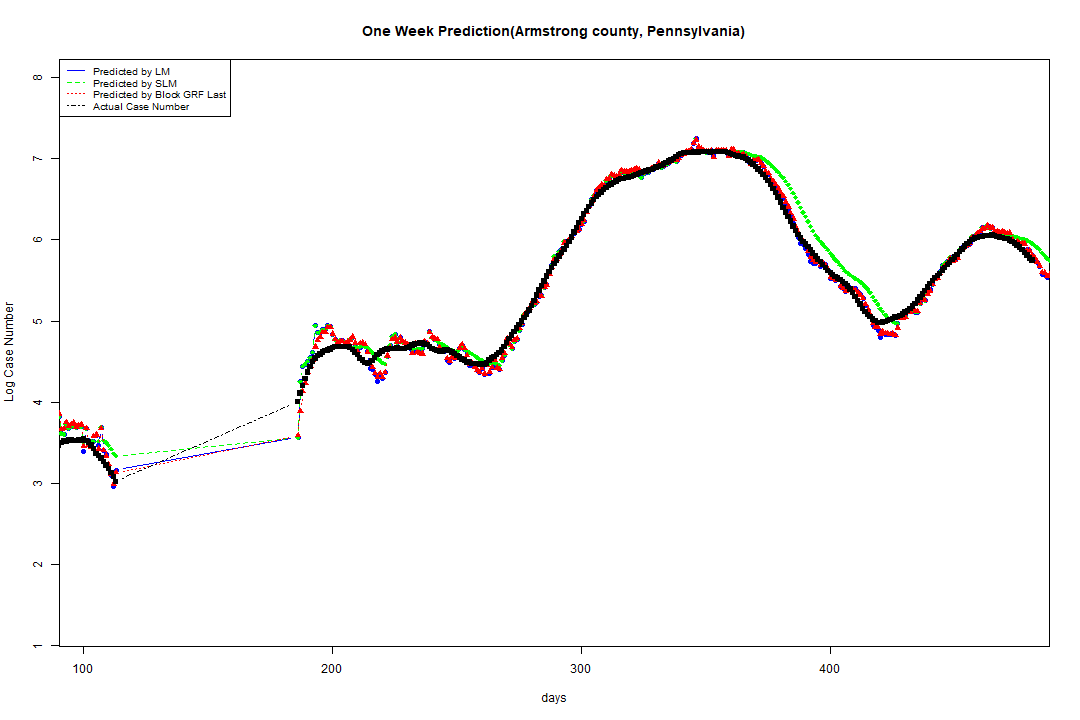 One Week Prediction(Armstrong county, Pennsylvania)
Predicted by LM
Predicted by SLM
Predicted by Block GRF Last
Actual Case Number
8
7
6
5
4
3
2
1
Log Case Number
100 200 300 400
days